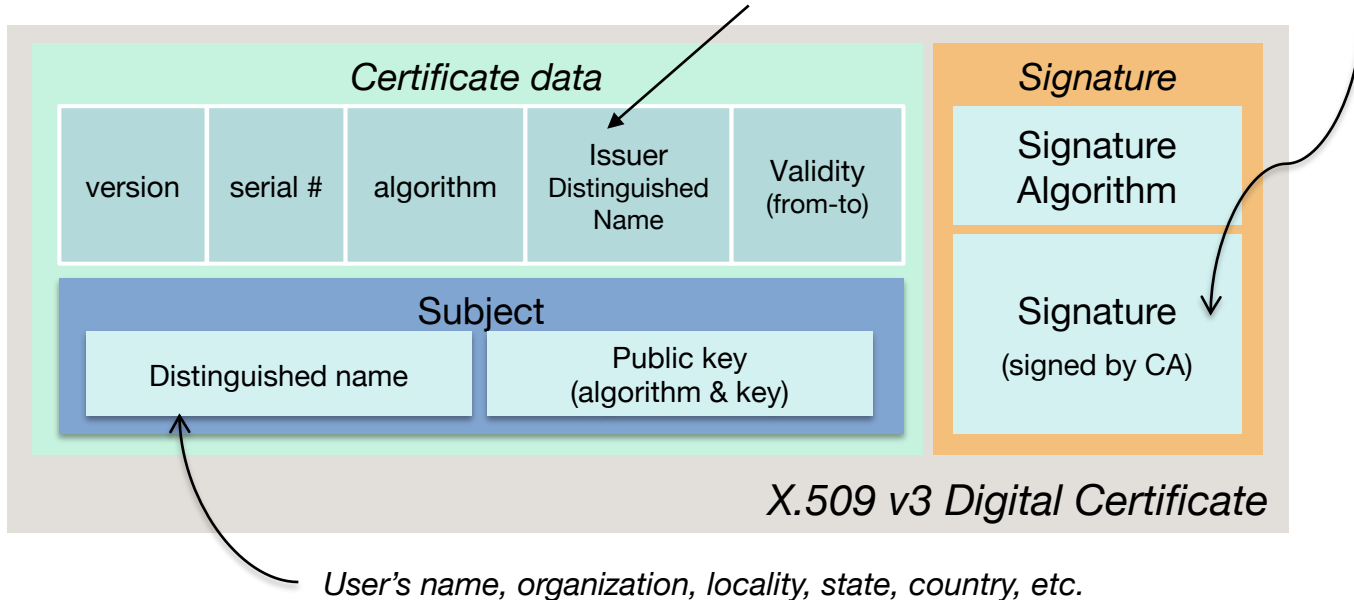 Certificate data
version
serial #
algorithm
Issuer
Distinguished
Name
Validity
(from-to)
Subject
Distinguished name
Public key
(algorithm & key)
Signature
Signature
Algorithm
Signature
(signed by CA)
X.509 v3 Digital Certificate
User’s name, organization, locality, state, country, etc.